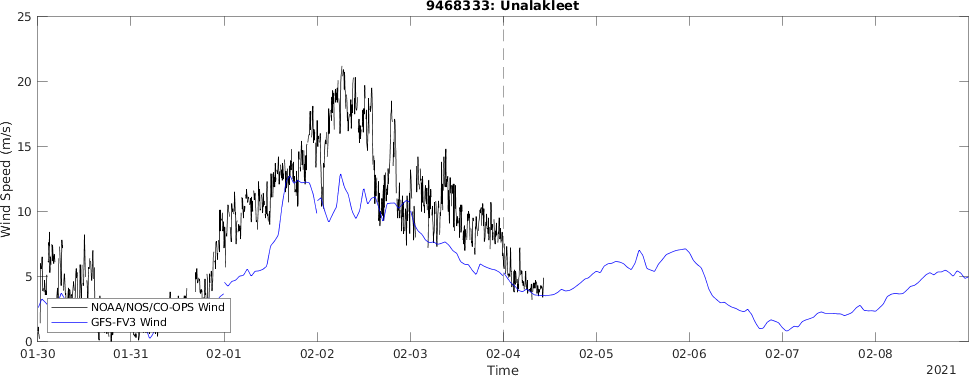 9468333: Unalakleet
25
20
15
10
5
0
Wind Speed (m/s)
NOAA/NOS/CO-OPS Wind
GFS-FV3 Wind
01-30 01-31 02-01 02-02 02-03 02-04 02-05 02-06 02-07 02-08
Time
2021